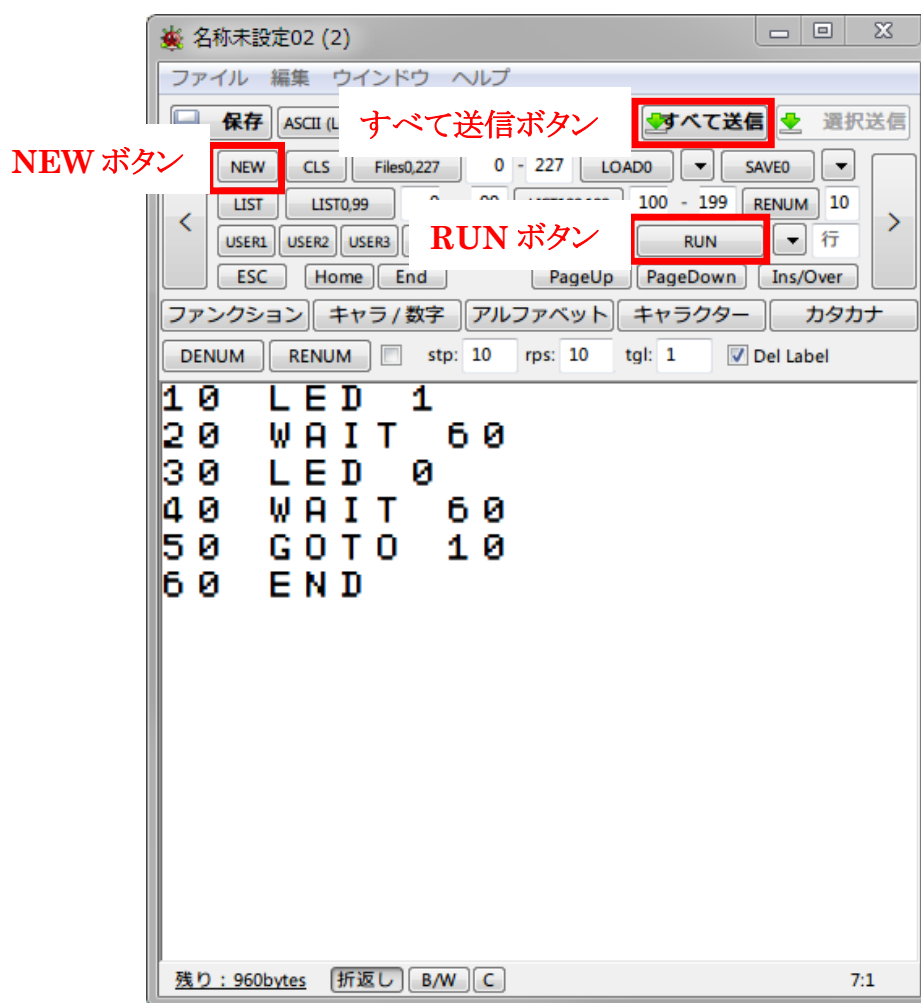 名称未設定02 (2)
ファイル 編集 ウインドウ ヘルプ
保存 ASCII すべて送信ボタン すべて送信 選択送信
NEW ボタン
NEW CLS Files0,227 0 - 227 LOAD0 SAVE0
< LIST LIST0,99 100 - 199 RENUM 10 >
USER1 USER2 USER3 RUN ボタン RUN 行
ESC Home End PageUp PageDown Ins/Over
ファンクション キャラ / 数字 アルファベット キャラクター カタカナ
DENUM RENUM stp: 10 rps: 10 tgl: 1 Del Label
10 LED 1
20 WAIT 60
30 LED 0
40 WAIT 60
50 GOTO 10
60 END
残り : 960bytes 折返し B/W C 7:1